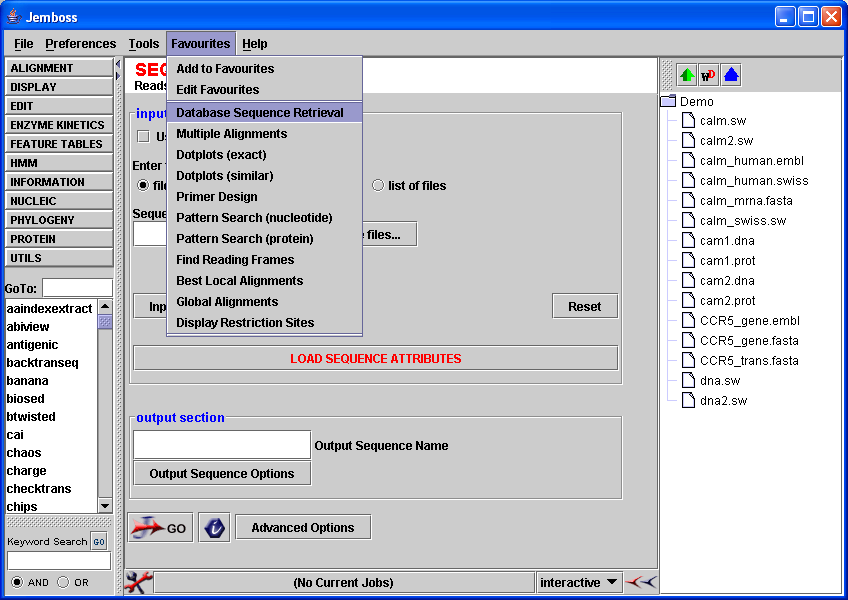 Jemboss
File Preferences Tools Favourites Help
ALIGNMENT
DISPLAY
EDIT
ENZYME KINETICS
FEATURE TABLES
HMM
INFORMATION
NUCLEIC
PHYLOGENY
PROTEIN
UTILS
GoTo:
aaindexextract
abiview
antigenic
backtranseq
banana
biosed
btwisted
cai
chaos
charge
checktrans
chips
Keyword Search GO
AND OR
Add to Favourites
Edit Favourites
Database Sequence Retrieval
Multiple Alignments
Dotplots (exact)
Dotplots (similar)
Primer Design
Pattern Search (nucleotide)
Pattern Search (protein)
Find Reading Frames
Best Local Alignments
Global Alignments
Display Restriction Sites
SEQ
Reads
input
Enter
list of files
files...
Reset
LOAD SEQUENCE ATTRIBUTES
output section
Output Sequence Name
Output Sequence Options
GO
Advanced Options
(No Current Jobs)
interactive
Demo
calm.sw
calm2.sw
calm_human.embl
calm_human.swiss
calm_mrna.fasta
calm_swiss.sw
cam1.dna
cam1.prot
cam2.dna
cam2.prot
CCR5_gene.embl
CCR5_gene.fasta
CCR5_trans.fasta
dna.sw
dna2.sw